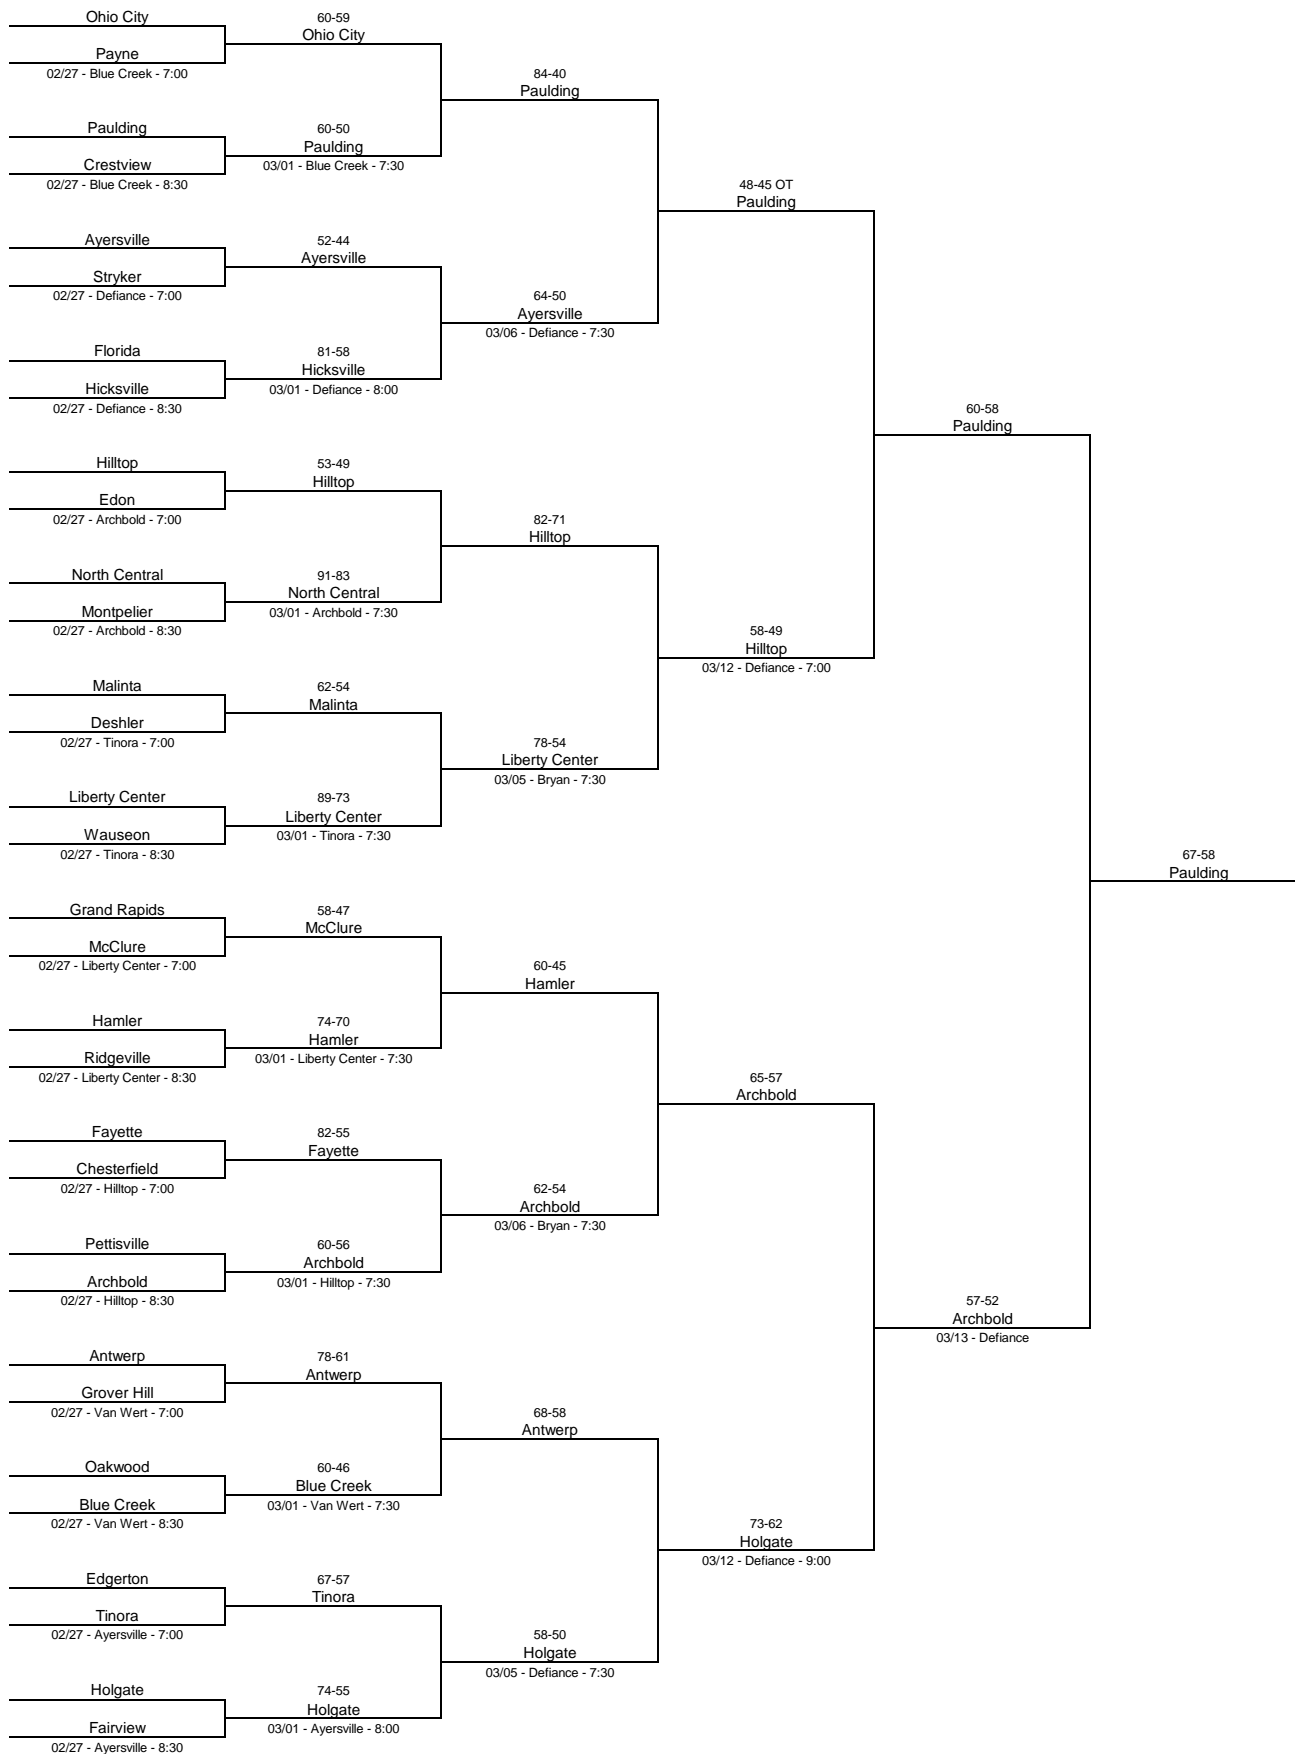 Ohio City
Payne
02/27 - Blue Creek - 7:00
Paulding
Crestview
02/27 - Blue Creek - 8:30
Ayersville
Stryker
02/27 - Defiance - 7:00
Florida
Hicksville
02/27 - Defiance - 8:30
Hilltop
Edon
02/27 - Archbold - 7:00
North Central
Montpelier
02/27 - Archbold - 8:30
Malinta
Deshler
02/27 - Tinora - 7:00
Liberty Center
Wauseon
02/27 - Tinora - 8:30
Grand Rapids
McClure
02/27 - Liberty Center - 7:00
Hamler
Ridgeville
02/27 - Liberty Center - 8:30
Fayette
Chesterfield
02/27 - Hilltop - 7:00
Pettisville
Archbold
02/27 - Hilltop - 8:30
Antwerp
Grover Hill
02/27 - Van Wert - 7:00
Oakwood
Blue Creek
02/27 - Van Wert - 8:30
Edgerton
Tinora
02/27 - Ayersville - 7:00
Holgate
Fairview
02/27 - Ayersville - 8:30
60-59
Ohio City
60-50
Paulding
03/01 - Blue Creek - 7:30
52-44
Ayersville
81-58
Hicksville
03/01 - Defiance - 8:00
53-49
Hilltop
91-83
North Central
03/01 - Archbold - 7:30
62-54
Malinta
89-73
Liberty Center
03/01 - Tinora - 7:30
58-47
McClure
74-70
Hamler
03/01 - Liberty Center - 7:30
82-55
Fayette
60-56
Archbold
03/01 - Hilltop - 7:30
78-61
Antwerp
60-46
Blue Creek
03/01 - Van Wert - 7:30
67-57
Tinora
74-55
Holgate
03/01 - Ayersville - 8:00
84-40
Paulding
64-50
Ayersville
03/06 - Defiance - 7:30
82-71
Hilltop
78-54
Liberty Center
03/05 - Bryan - 7:30
60-45
Hamler
62-54
Archbold
03/06 - Bryan - 7:30
68-58
Antwerp
58-50
Holgate
03/05 - Defiance - 7:30
48-45 OT
Paulding
58-49
Hilltop
03/12 - Defiance - 7:00
65-57
Archbold
73-62
Holgate
03/12 - Defiance - 9:00
60-58
Paulding
57-52
Archbold
03/13 - Defiance
67-58
Paulding